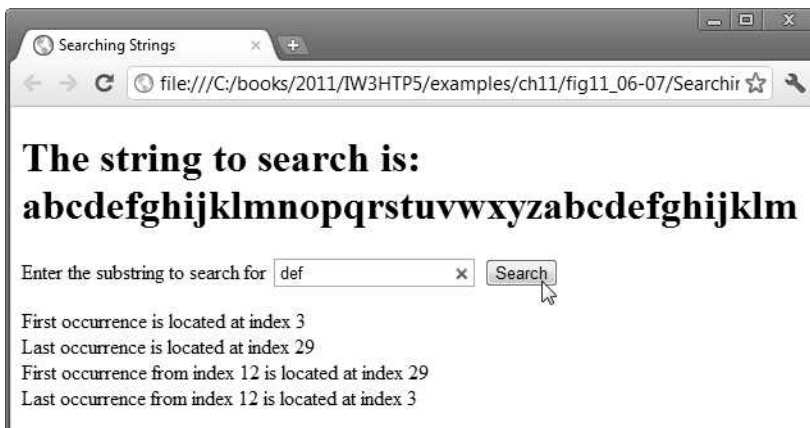 Searching Strings
file:///C:/books/2011/IW3HTP5/examples/ch11/fig11_06-07/Searchir
The string to search is:
abcdefghijklmnopqrstuvwxyzabcdefghijklm
Enter the substring to search for def Search
First occurrence is located at index 3
Last occurrence is located at index 29
First occurrence from index 12 is located at index 29
Last occurrence from index 12 is located at index 3